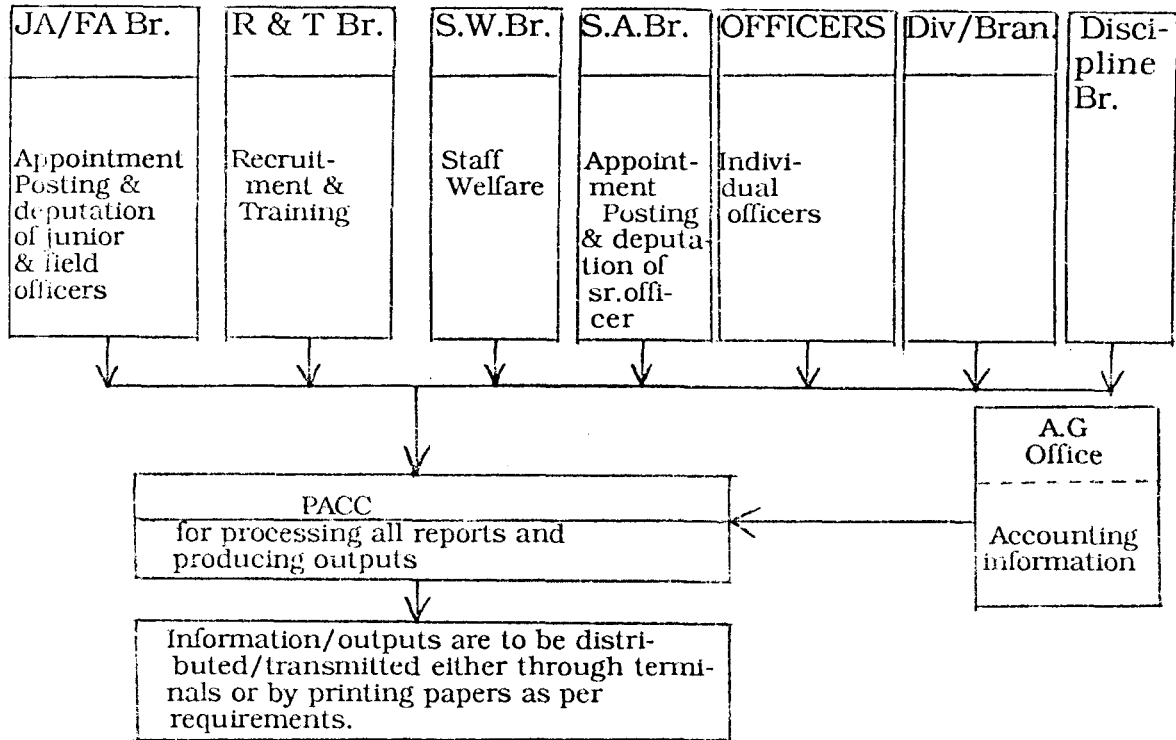 JA/FA Br.
Appointment
Posting &
deputation
of junior
& field
officers
R & T Br.
Recruit-
ment &
Training
S.W.Br.
Staff
Welfare
S.A.Br.
Appoint-
ment
Posting
& deputa-
tion of
sr.offi-
cer
OFFICERS
Indivi-
dual
officers
Div/Bran.
Disci-
pline
Br.
A.G
Office
Accounting
information
PACC
for processing all reports and
producing outputs
Information/outputs are to be distri-
buted/transmitted either through termi-
nals or by printing papers as per
requirements.